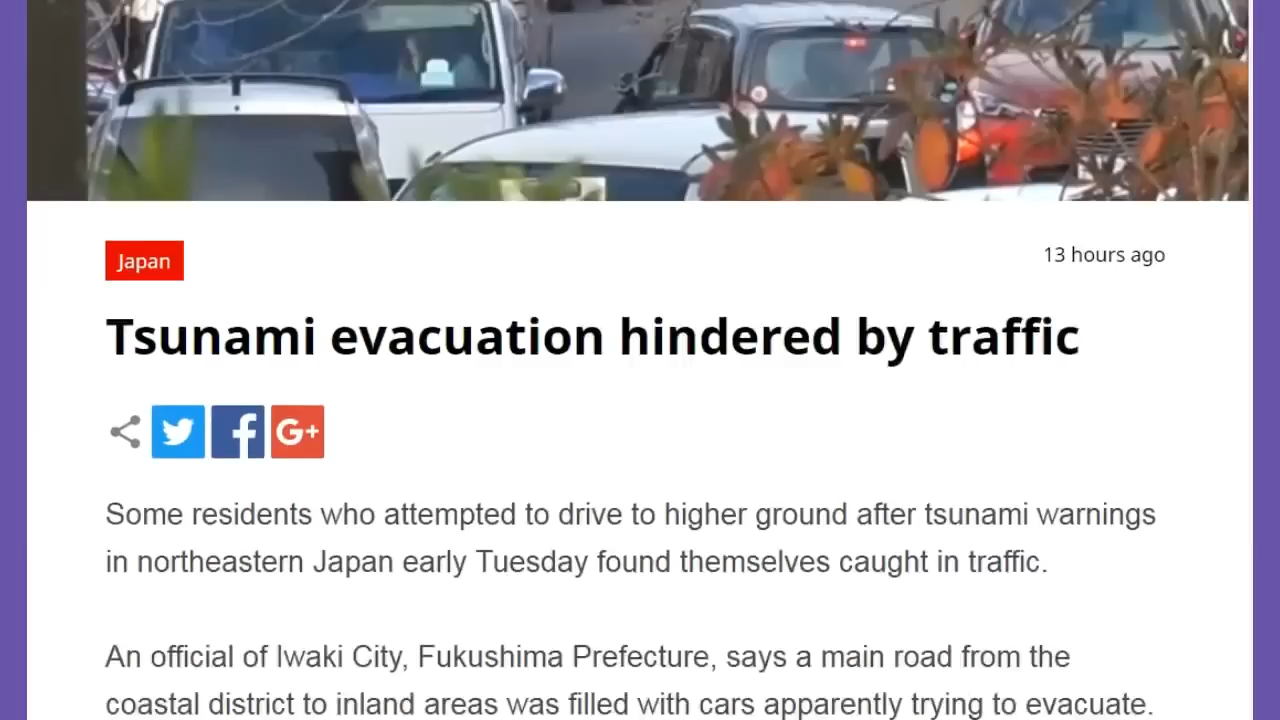 Japan
13 hours ago
Tsunami evacuation hindered by traffic
G+
Some residents who attempted to drive to higher ground after tsunami warnings
in northeastern Japan early Tuesday found themselves caught in traffic.
An official of Iwaki City, Fukushima Prefecture, says a main road from the
coastal district to inland areas was filled with cars apparently trying to evacuate.